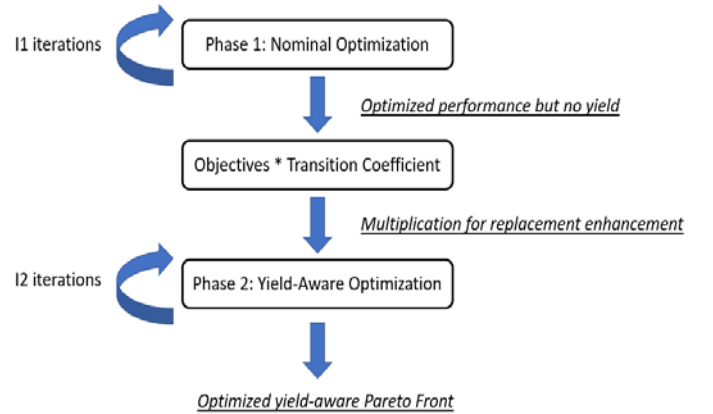 I1 iterations
Phase 1: Nominal Optimization
Optimized performance but no yield
Objectives * Transition Coefficient
Multiplication for replacement enhancement
I2 iterations
Phase 2: Yield-Aware Optimization
Optimized yield-aware Pareto Front